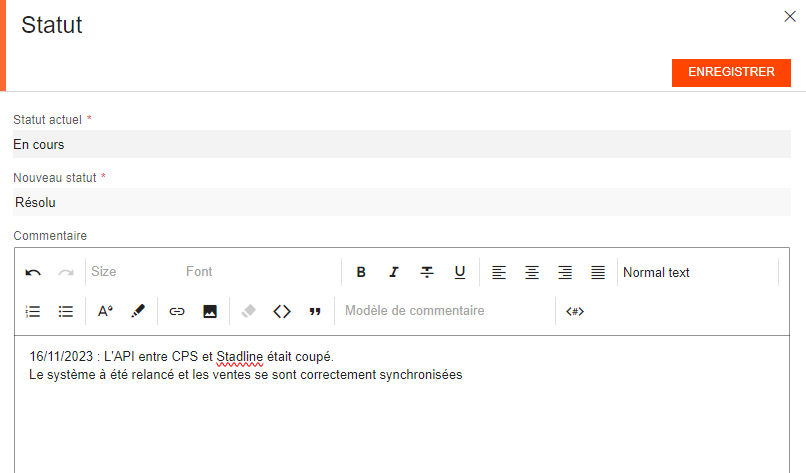 Statut
ENREGISTRER
Statut actuel *
En cours
Nouveau statut *
Résolu
Commentaire
Size Font B I T U Normal text
Modèle de commentaire <#>
16/11/2023 : L'API entre CPS et Stadline était coupé.
Le système à été relancé et les ventes se sont correctement synchronisées